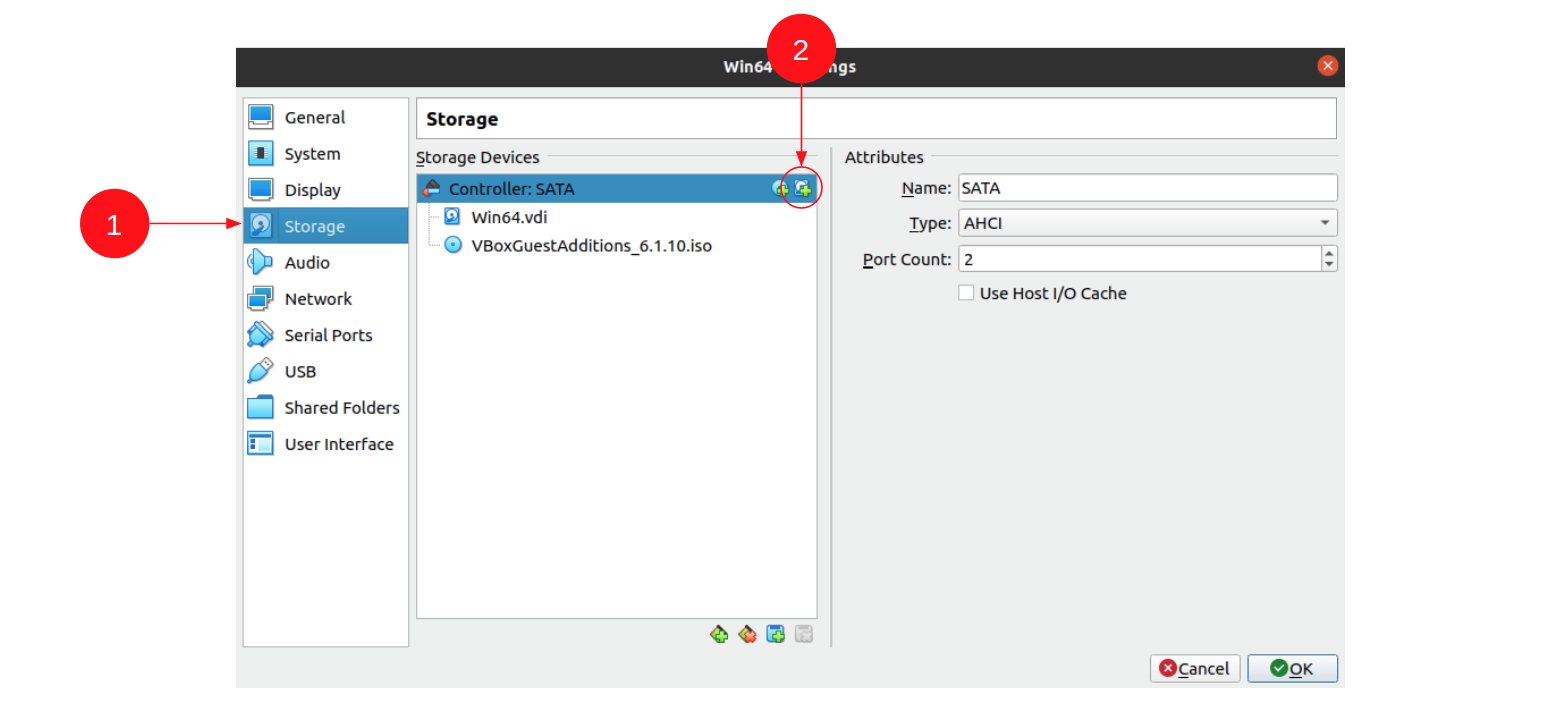 2
Win64 ngs
General
System
Display
1
Storage
Audio
Network
Serial Ports
USB
Shared Folders
User Interface
Storage
Storage Devices
Controller: SATA
Win64.vdi
VBoxGuestAdditions_6.1.10.iso
Attributes
Name: SATA
Type: AHCI
Port Count: 2
Use Host I/O Cache
Cancel
OK